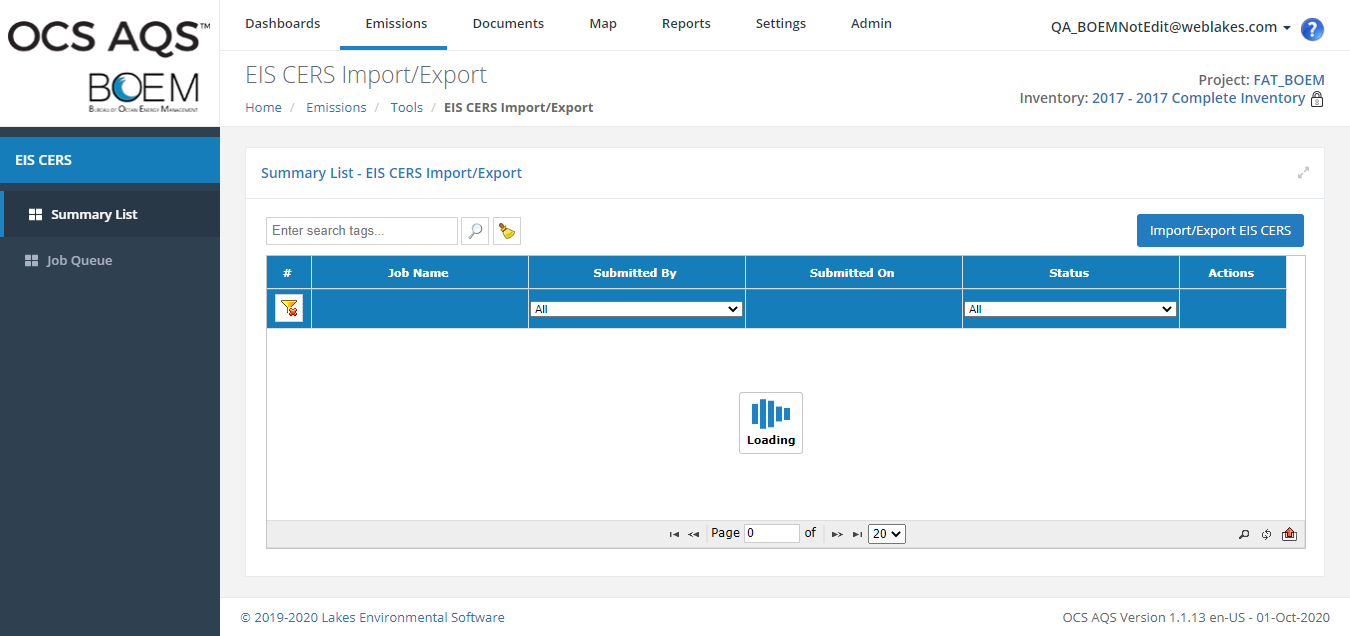 OCS AQS™
BOEM
BUREAU OF OCEAN ENERGY MANAGEMENT
Dashboards Emissions Documents Map Reports Settings Admin
QA_BOEMNotEdit@weblakes.com
?
EIS CERS Import/Export
Home / Emissions / Tools / EIS CERS Import/Export
Project: FAT_BOEM
Inventory: 2017 - 2017 Complete Inventory
EIS CERS
Summary List
Job Queue
Summary List - EIS CERS Import/Export
Enter search tags...
Import/Export EIS CERS
# Job Name Submitted By Submitted On Status Actions
All All
Loading
Page 0 of 20
© 2019-2020 Lakes Environmental Software
OCS AQS Version 1.1.13 en-US - 01-Oct-2020